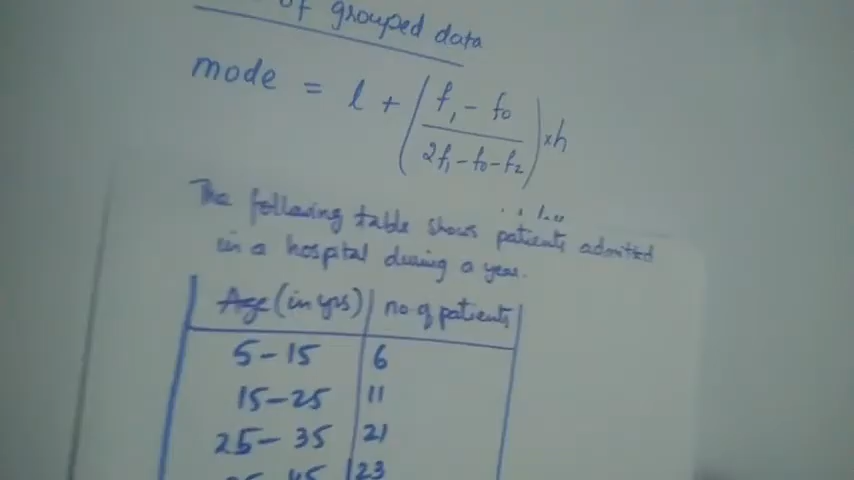 of grouped data
mode = l + (f₁ - f₀ / 2f₁ - f₀ - f₂) × h
The following table shows patients admitted
in a hospital during a year.
Age (in yrs) no of patients
5-15 6
15-25 11
25-35 21
23